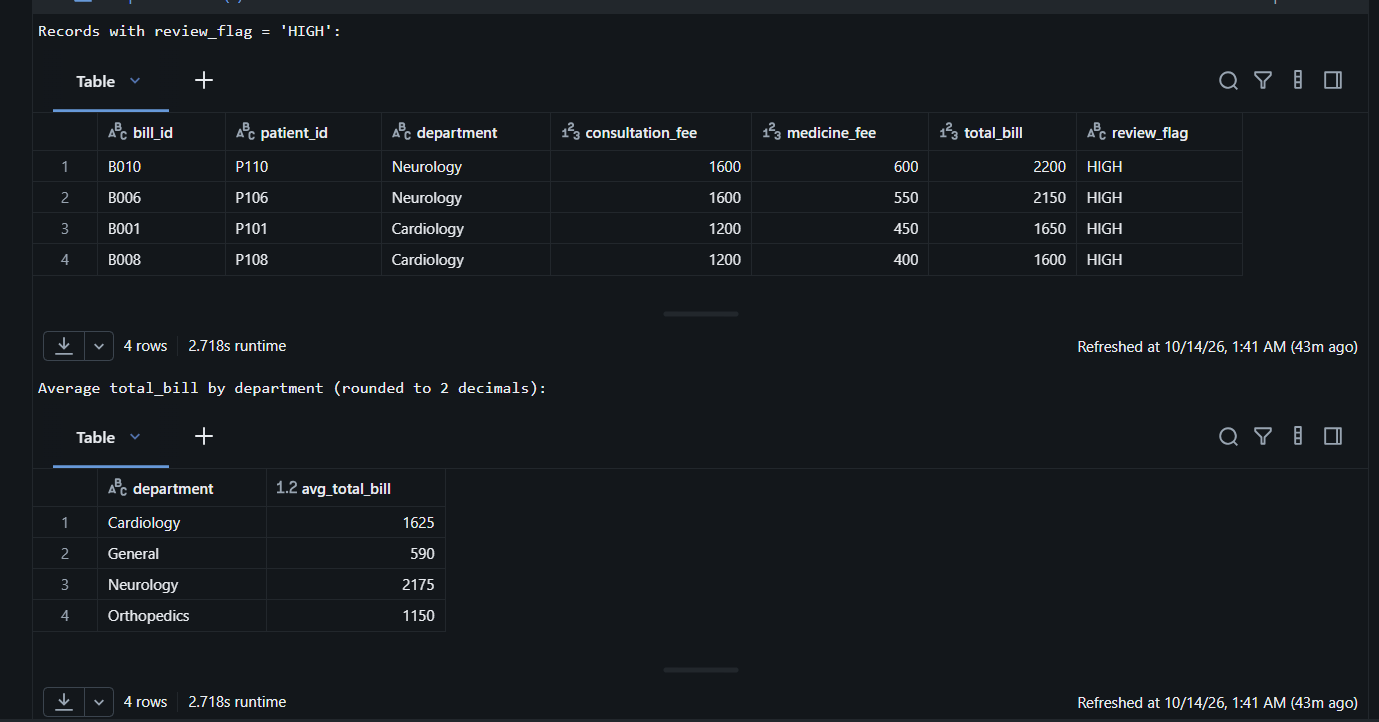 Records with review_flag = 'HIGH':
Table
bill_id patient_id department consultation_fee medicine_fee total_bill review_flag
1 B010 P110 Neurology 1600 600 2200 HIGH
2 B006 P106 Neurology 1600 550 2150 HIGH
3 B001 P101 Cardiology 1200 450 1650 HIGH
4 B008 P108 Cardiology 1200 400 1600 HIGH
4 rows 2.718s runtime Refreshed at 10/14/26, 1:41 AM (43m ago)
Average total_bill by department (rounded to 2 decimals):
Table
department 1.2 avg_total_bill
1 Cardiology 1625
2 General 590
3 Neurology 2175
4 Orthopedics 1150
4 rows 2.718s runtime Refreshed at 10/14/26, 1:41 AM (43m ago)